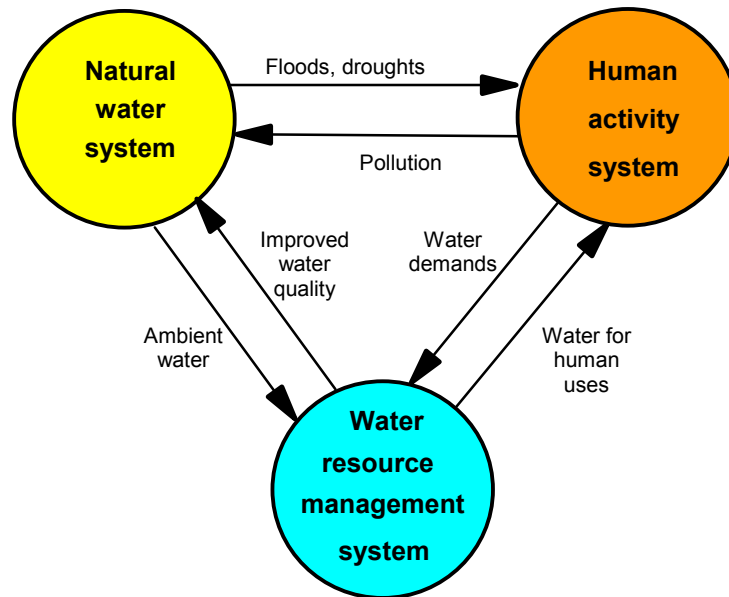 Natural
water
system
Floods, droughts
Human
activity
system
Pollution
Improved
water
quality
Water
demands
Ambient
water
Water for
human
uses
Water
resource
management
system